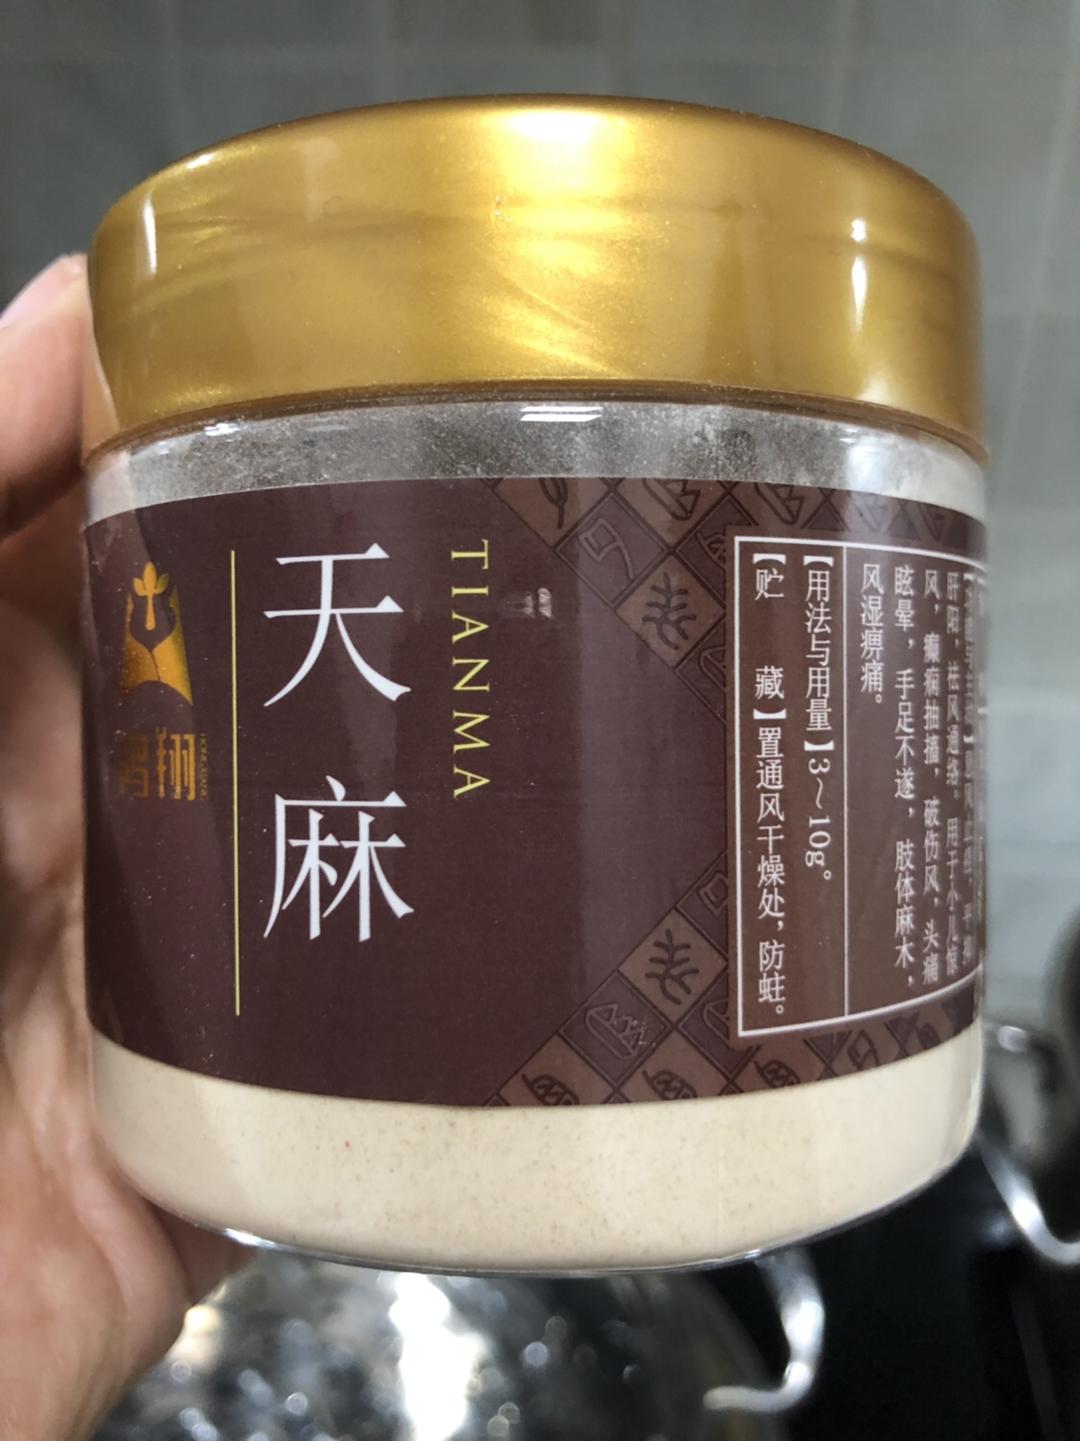 天麻
TIANMA
鸿翔
肝阳，祛风通络。用于小儿惊
风，癫痫抽搐，破伤风，头痛
眩晕，手足不遂，肢体麻木，
风湿痹痛。
【用法与用量】3～10g。
【贮藏】置通风干燥处，防蛀。